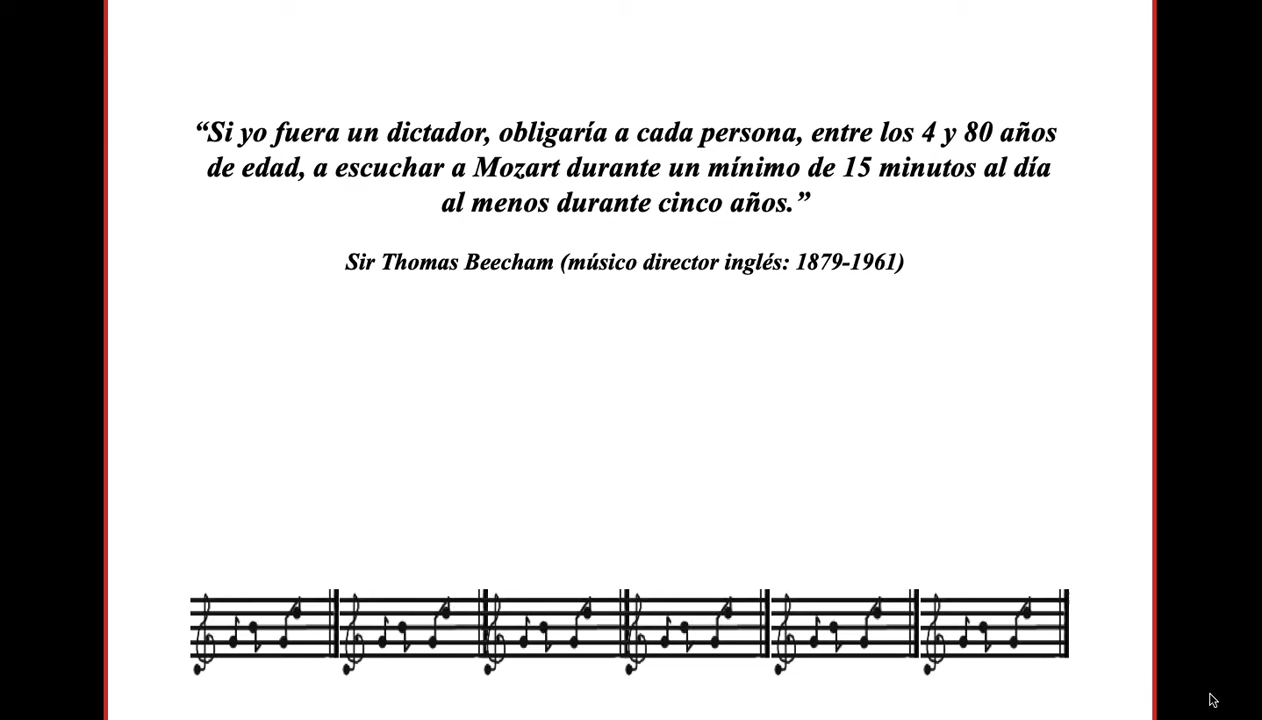 “Si yo fuera un dictador, obligaría a cada persona, entre los 4 y 80 años
de edad, a escuchar a Mozart durante un mínimo de 15 minutos al día
al menos durante cinco años.”
Sir Thomas Beecham (músico director inglés: 1879-1961)